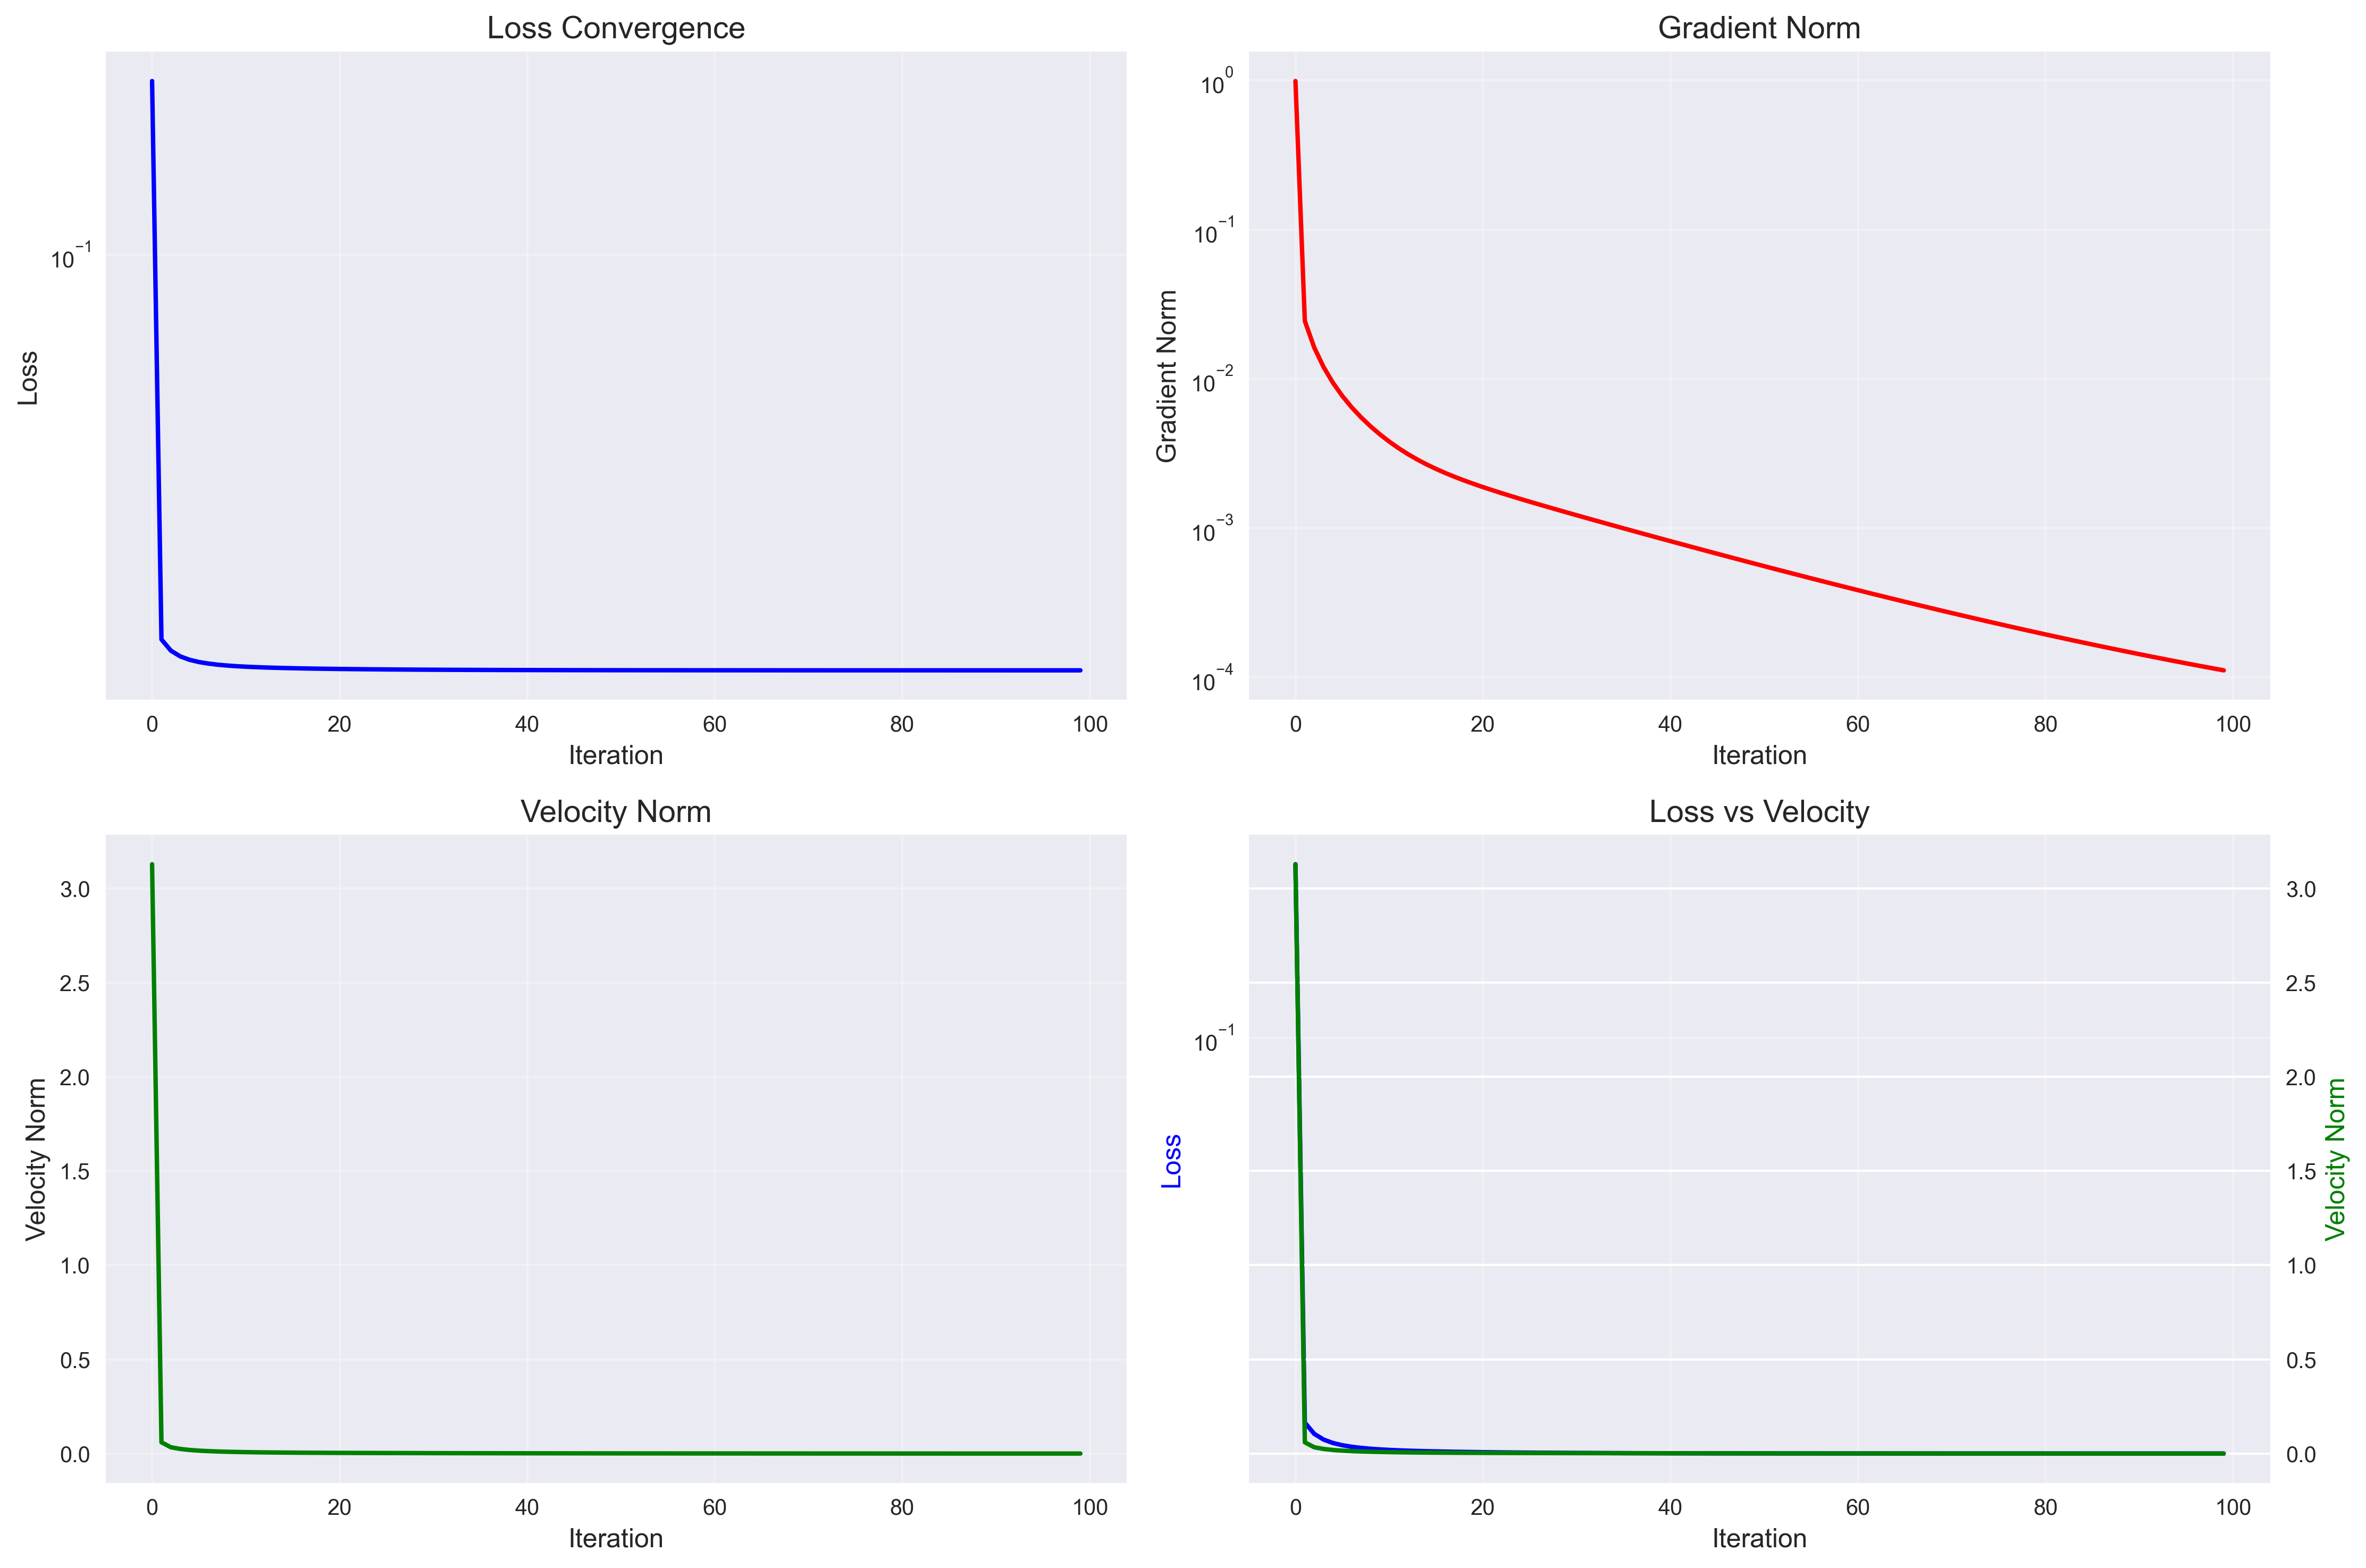 Loss Convergence
Loss
10⁻¹
0 20 40 60 80 100
Iteration
Gradient Norm
Gradient Norm
10⁰
10⁻¹
10⁻²
10⁻³
10⁻⁴
0 20 40 60 80 100
Iteration
Velocity Norm
Velocity Norm
3.0
2.5
2.0
1.5
1.0
0.5
0.0
0 20 40 60 80 100
Iteration
Loss vs Velocity
Loss
10⁻¹
0 20 40 60 80 100
Iteration
3.0
2.5
2.0
1.5
1.0
0.5
0.0
Velocity Norm